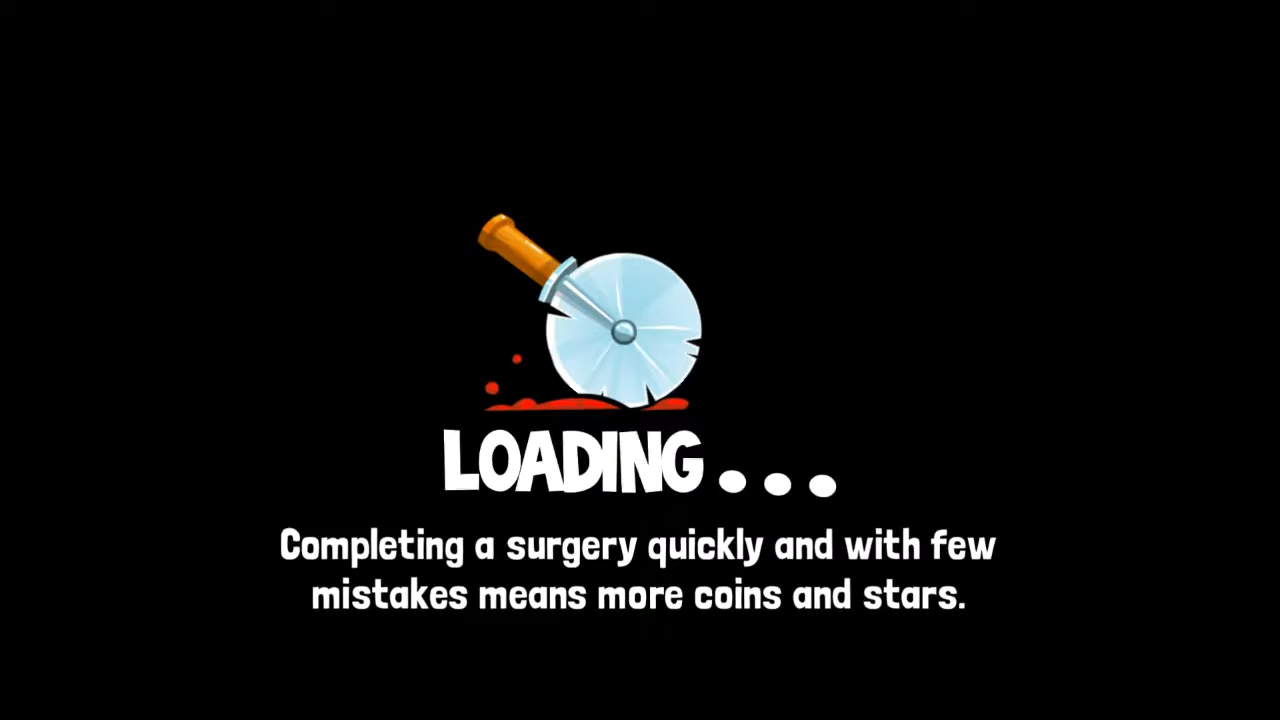 LOADING...
Completing a surgery quickly and with few
mistakes means more coins and stars.